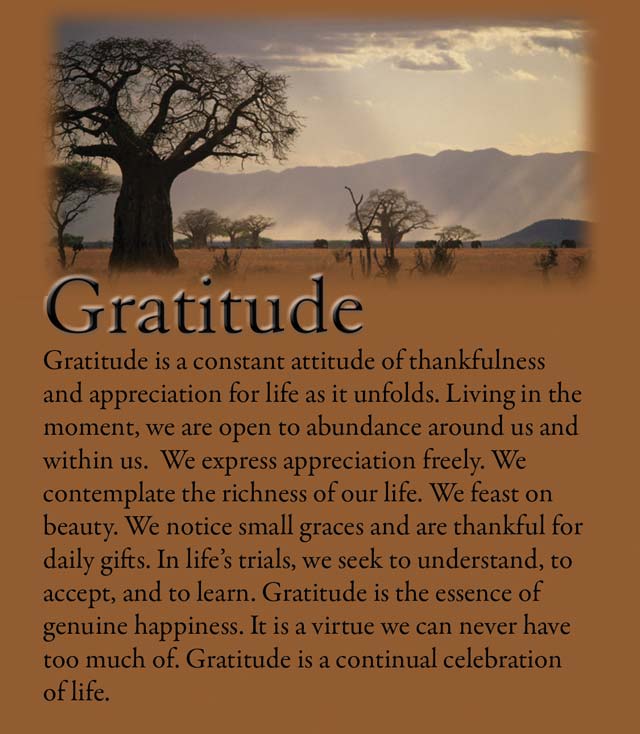 Gratitude
Gratitude is a constant attitude of thankfulness
and appreciation for life as it unfolds. Living in the
moment, we are open to abundance around us and
within us.  We express appreciation freely. We
contemplate the richness of our life. We feast on
beauty. We notice small graces and are thankful for
daily gifts. In life’s trials, we seek to understand, to
accept, and to learn. Gratitude is the essence of
genuine happiness. It is a virtue we can never have
too much of. Gratitude is a continual celebration
of life.